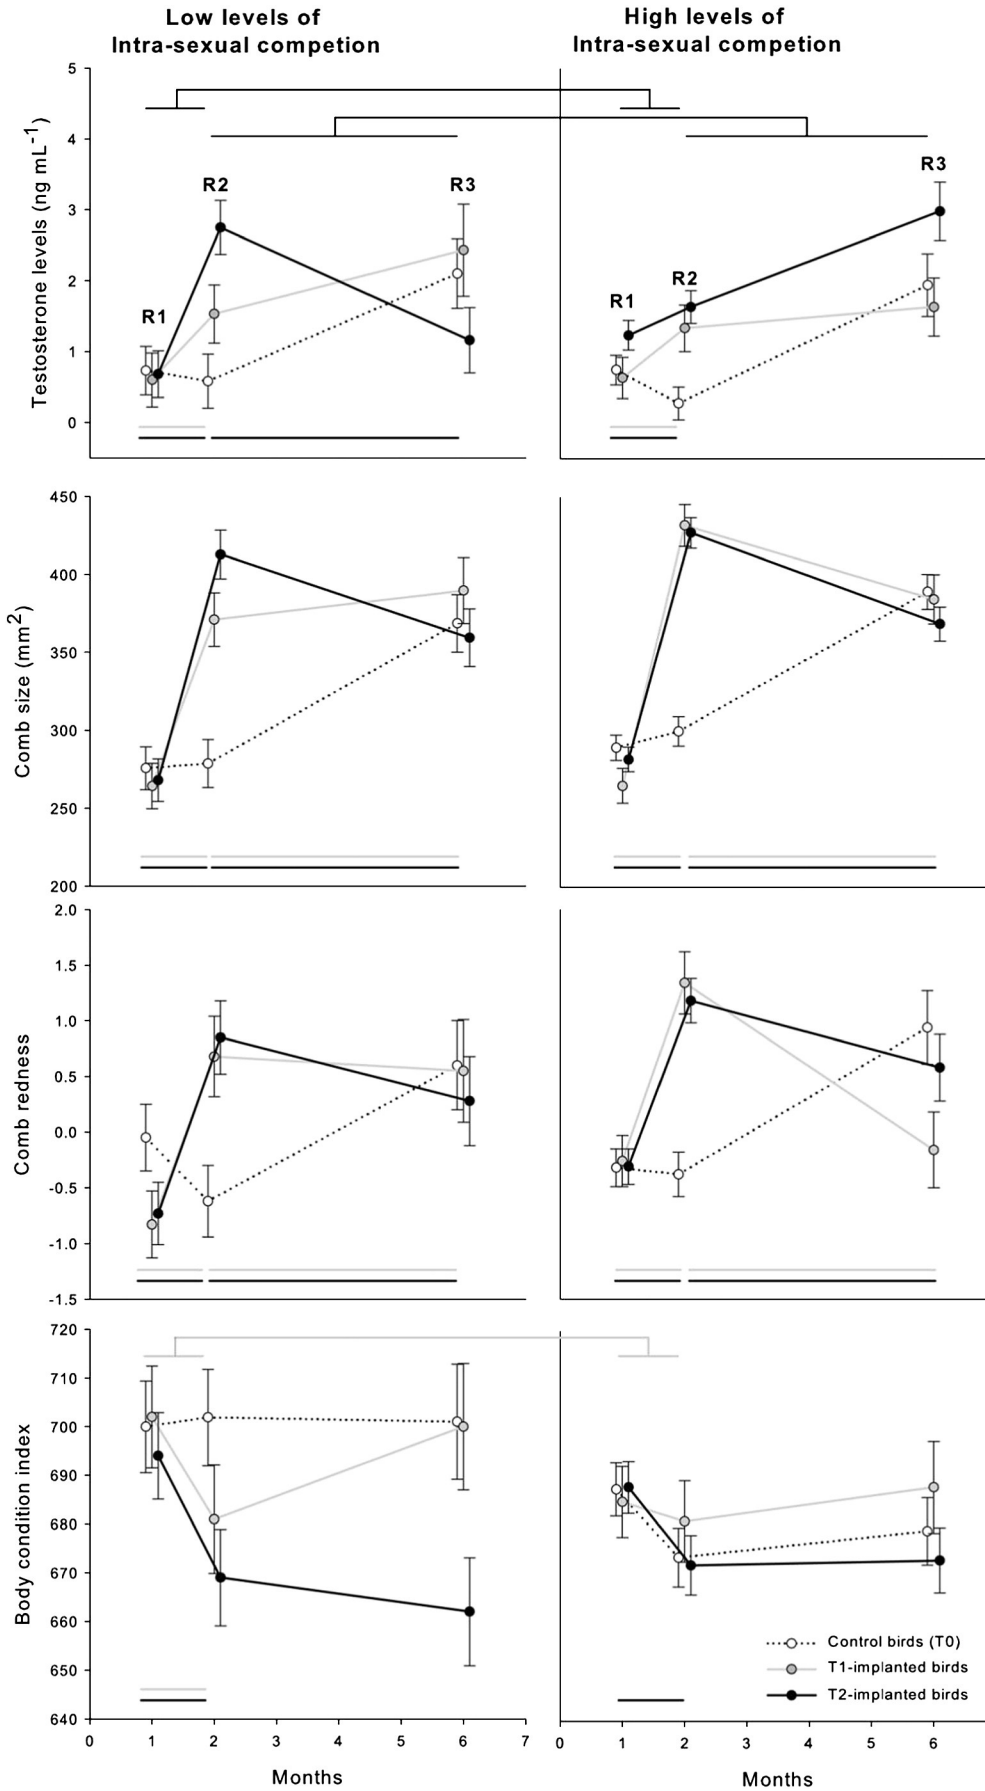 Low levels of
Intra-sexual competion
High levels of
Intra-sexual competion
Testosterone levels (ng mL-1)
5
4
3
2
1
0
R1
R2
R3
R1
R2
R3
Comb size (mm2)
450
400
350
300
250
200
Comb redness
2.0
1.5
1.0
0.5
0.0
-0.5
-1.0
-1.5
Body condition index
720
710
700
690
680
670
660
650
640
Control birds (T0)
T1-implanted birds
T2-implanted birds
0 1 2 3 4 5 6 7
0 1 2 3 4 5 6
Months
Months